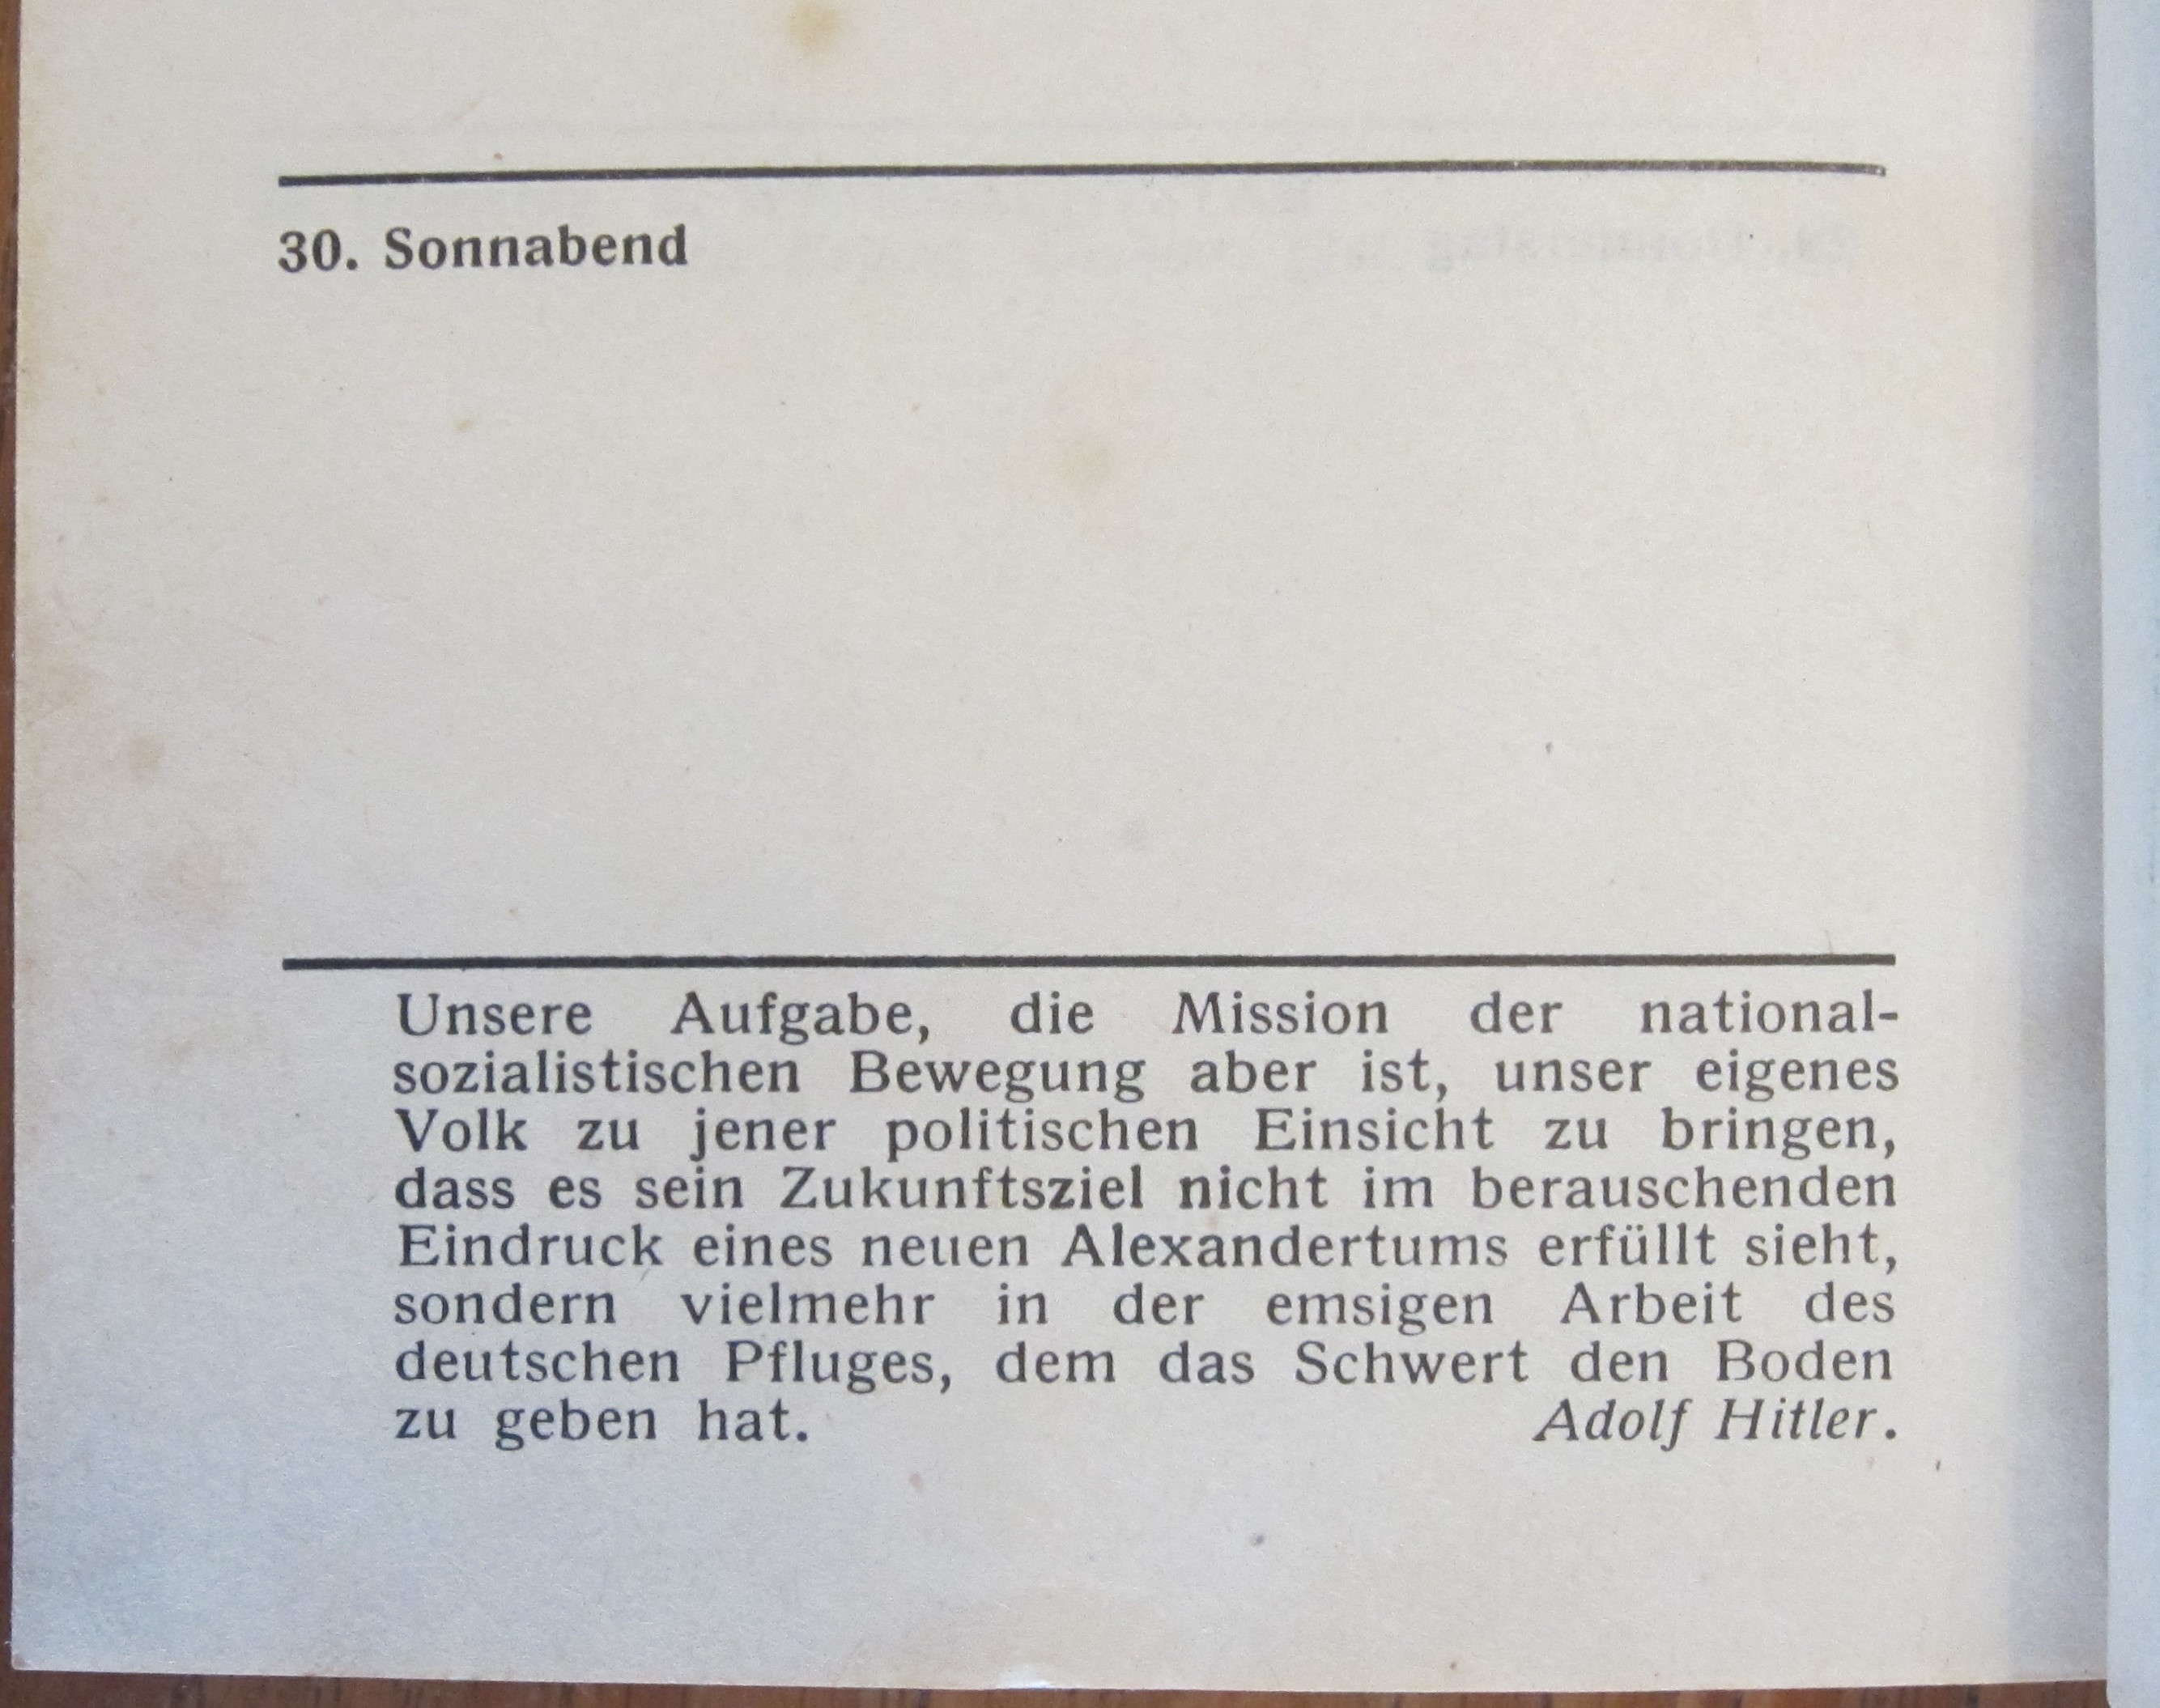 30. Sonnabend
Unsere Aufgabe, die Mission der national-
sozialistischen Bewegung aber ist, unser eigenes
Volk zu jener politischen Einsicht zu bringen,
dass es sein Zukunftsziel nicht im berauschenden
Eindruck eines neuen Alexandertums erfüllt sieht,
sondern vielmehr in der emsigen Arbeit des
deutschen Pfluges, dem das Schwert den Boden
zu geben hat. Adolf Hitler.